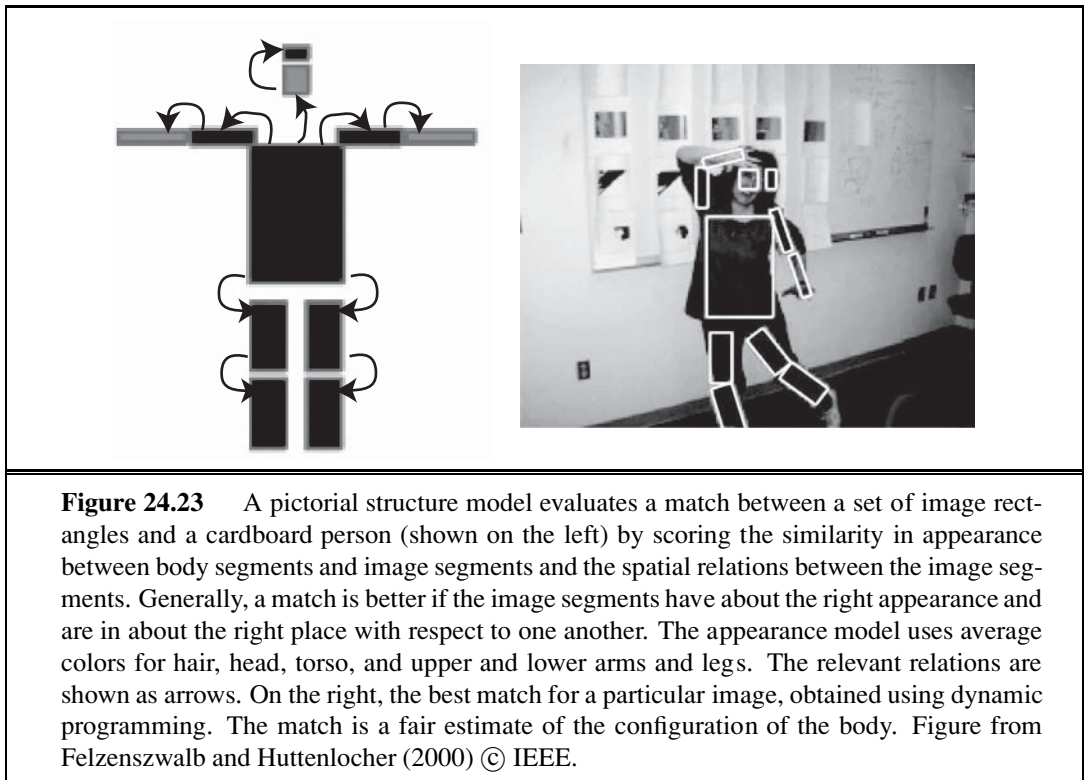 Figure 24.23 A pictorial structure model evaluates a match between a set of image rect-
angles and a cardboard person (shown on the left) by scoring the similarity in appearance
between body segments and image segments and the spatial relations between the image seg-
ments. Generally, a match is better if the image segments have about the right appearance and
are in about the right place with respect to one another. The appearance model uses average
colors for hair, head, torso, and upper and lower arms and legs. The relevant relations are
shown as arrows. On the right, the best match for a particular image, obtained using dynamic
programming. The match is a fair estimate of the configuration of the body. Figure from
Felzenszwalb and Huttenlocher (2000) © IEEE.